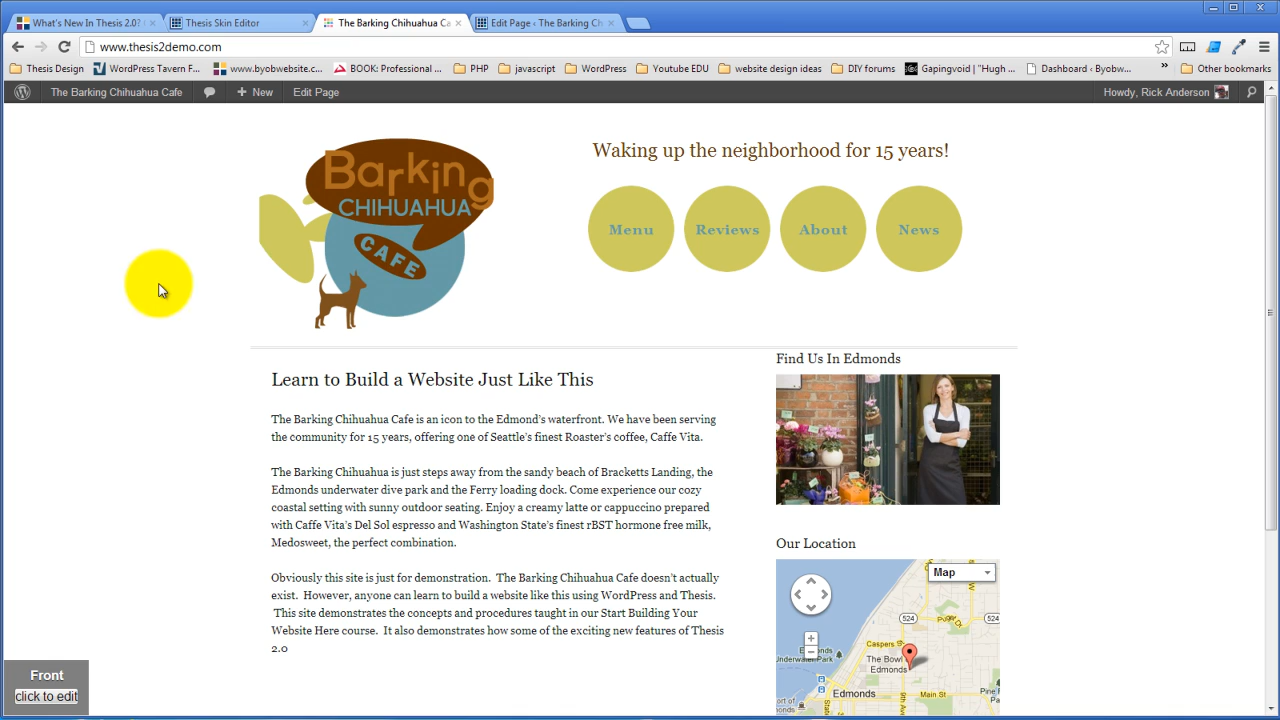 What's New In Thesis 2.0?
Thesis Skin Editor
The Barking Chihuahua Ca
Edit Page ‹ The Barking Ch
www.thesis2demo.com
Thesis Design
WordPress Tavern F...
www.byobwebsite.c...
BOOK: Professional ...
PHP
javascript
WordPress
Youtube EDU
website design ideas
DIY forums
Gapingvoid | "Hugh ...
Dashboard ‹ Byobw...
»
Other bookmarks
The Barking Chihuahua Cafe
+ New
Edit Page
Howdy, Rick Anderson
Barking
CHIHUAHUA
CAFE
Waking up the neighborhood for 15 years!
Menu
Reviews
About
News
Learn to Build a Website Just Like This
The Barking Chihuahua Cafe is an icon to the Edmond's waterfront. We have been serving
the community for 15 years, offering one of Seattle's finest Roaster's coffee, Caffe Vita.
The Barking Chihuahua is just steps away from the sandy beach of Bracketts Landing, the
Edmonds underwater dive park and the Ferry loading dock. Come experience our cozy
coastal setting with sunny outdoor seating. Enjoy a creamy latte or cappuccino prepared
with Caffe Vita's Del Sol espresso and Washington State's finest rBST hormone free milk,
Medosweet, the perfect combination.
Obviously this site is just for demonstration. The Barking Chihuahua Cafe doesn't actually
exist. However, anyone can learn to build a website like this using WordPress and Thesis.
This site demonstrates the concepts and procedures taught in our Start Building Your
Website Here course. It also demonstrates how some of the exciting new features of Thesis
2.0
Find Us In Edmonds
Our Location
Map
524
524
Caspers St
The Bowl
Edmonds
Edmonds
Main St
9th Ave
Front
click to edit